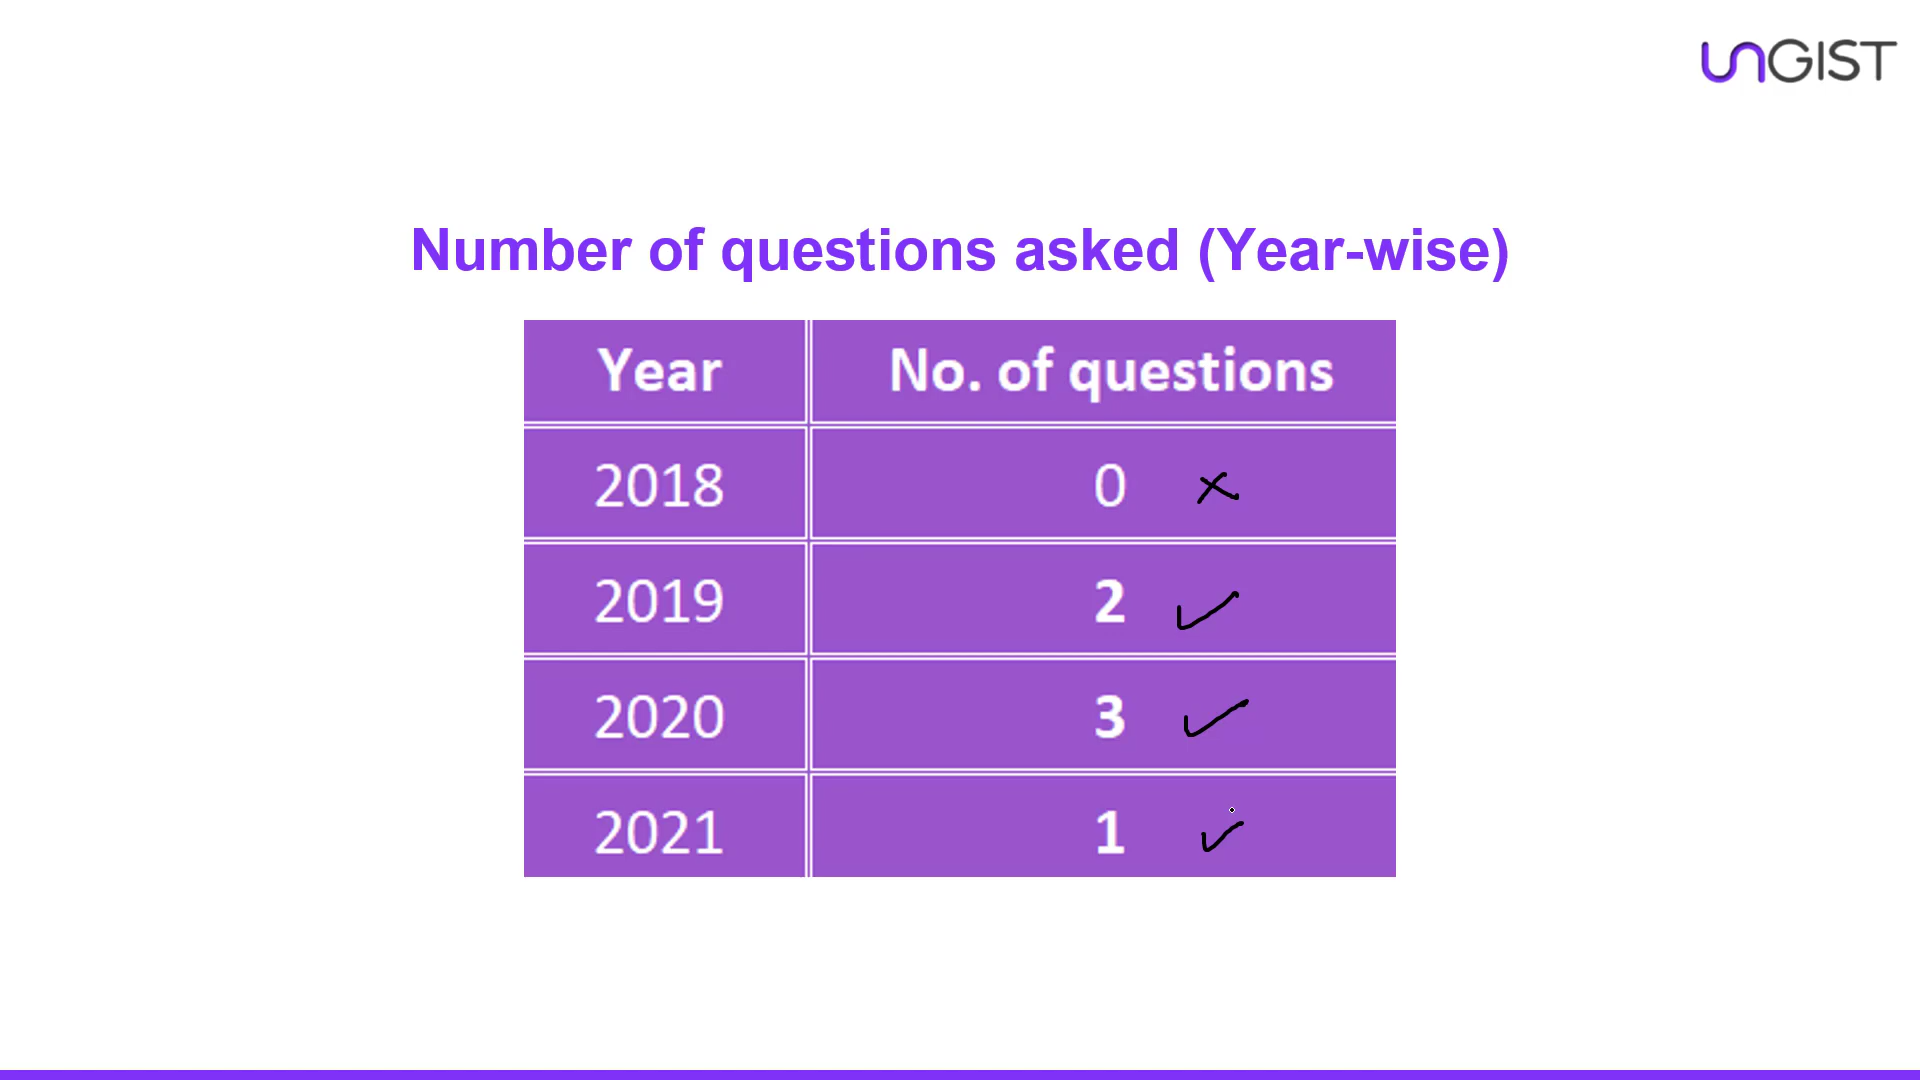 UNGIST
Number of questions asked (Year-wise)
Year No. of questions
2018 0
2019 2
2020 3
2021 1